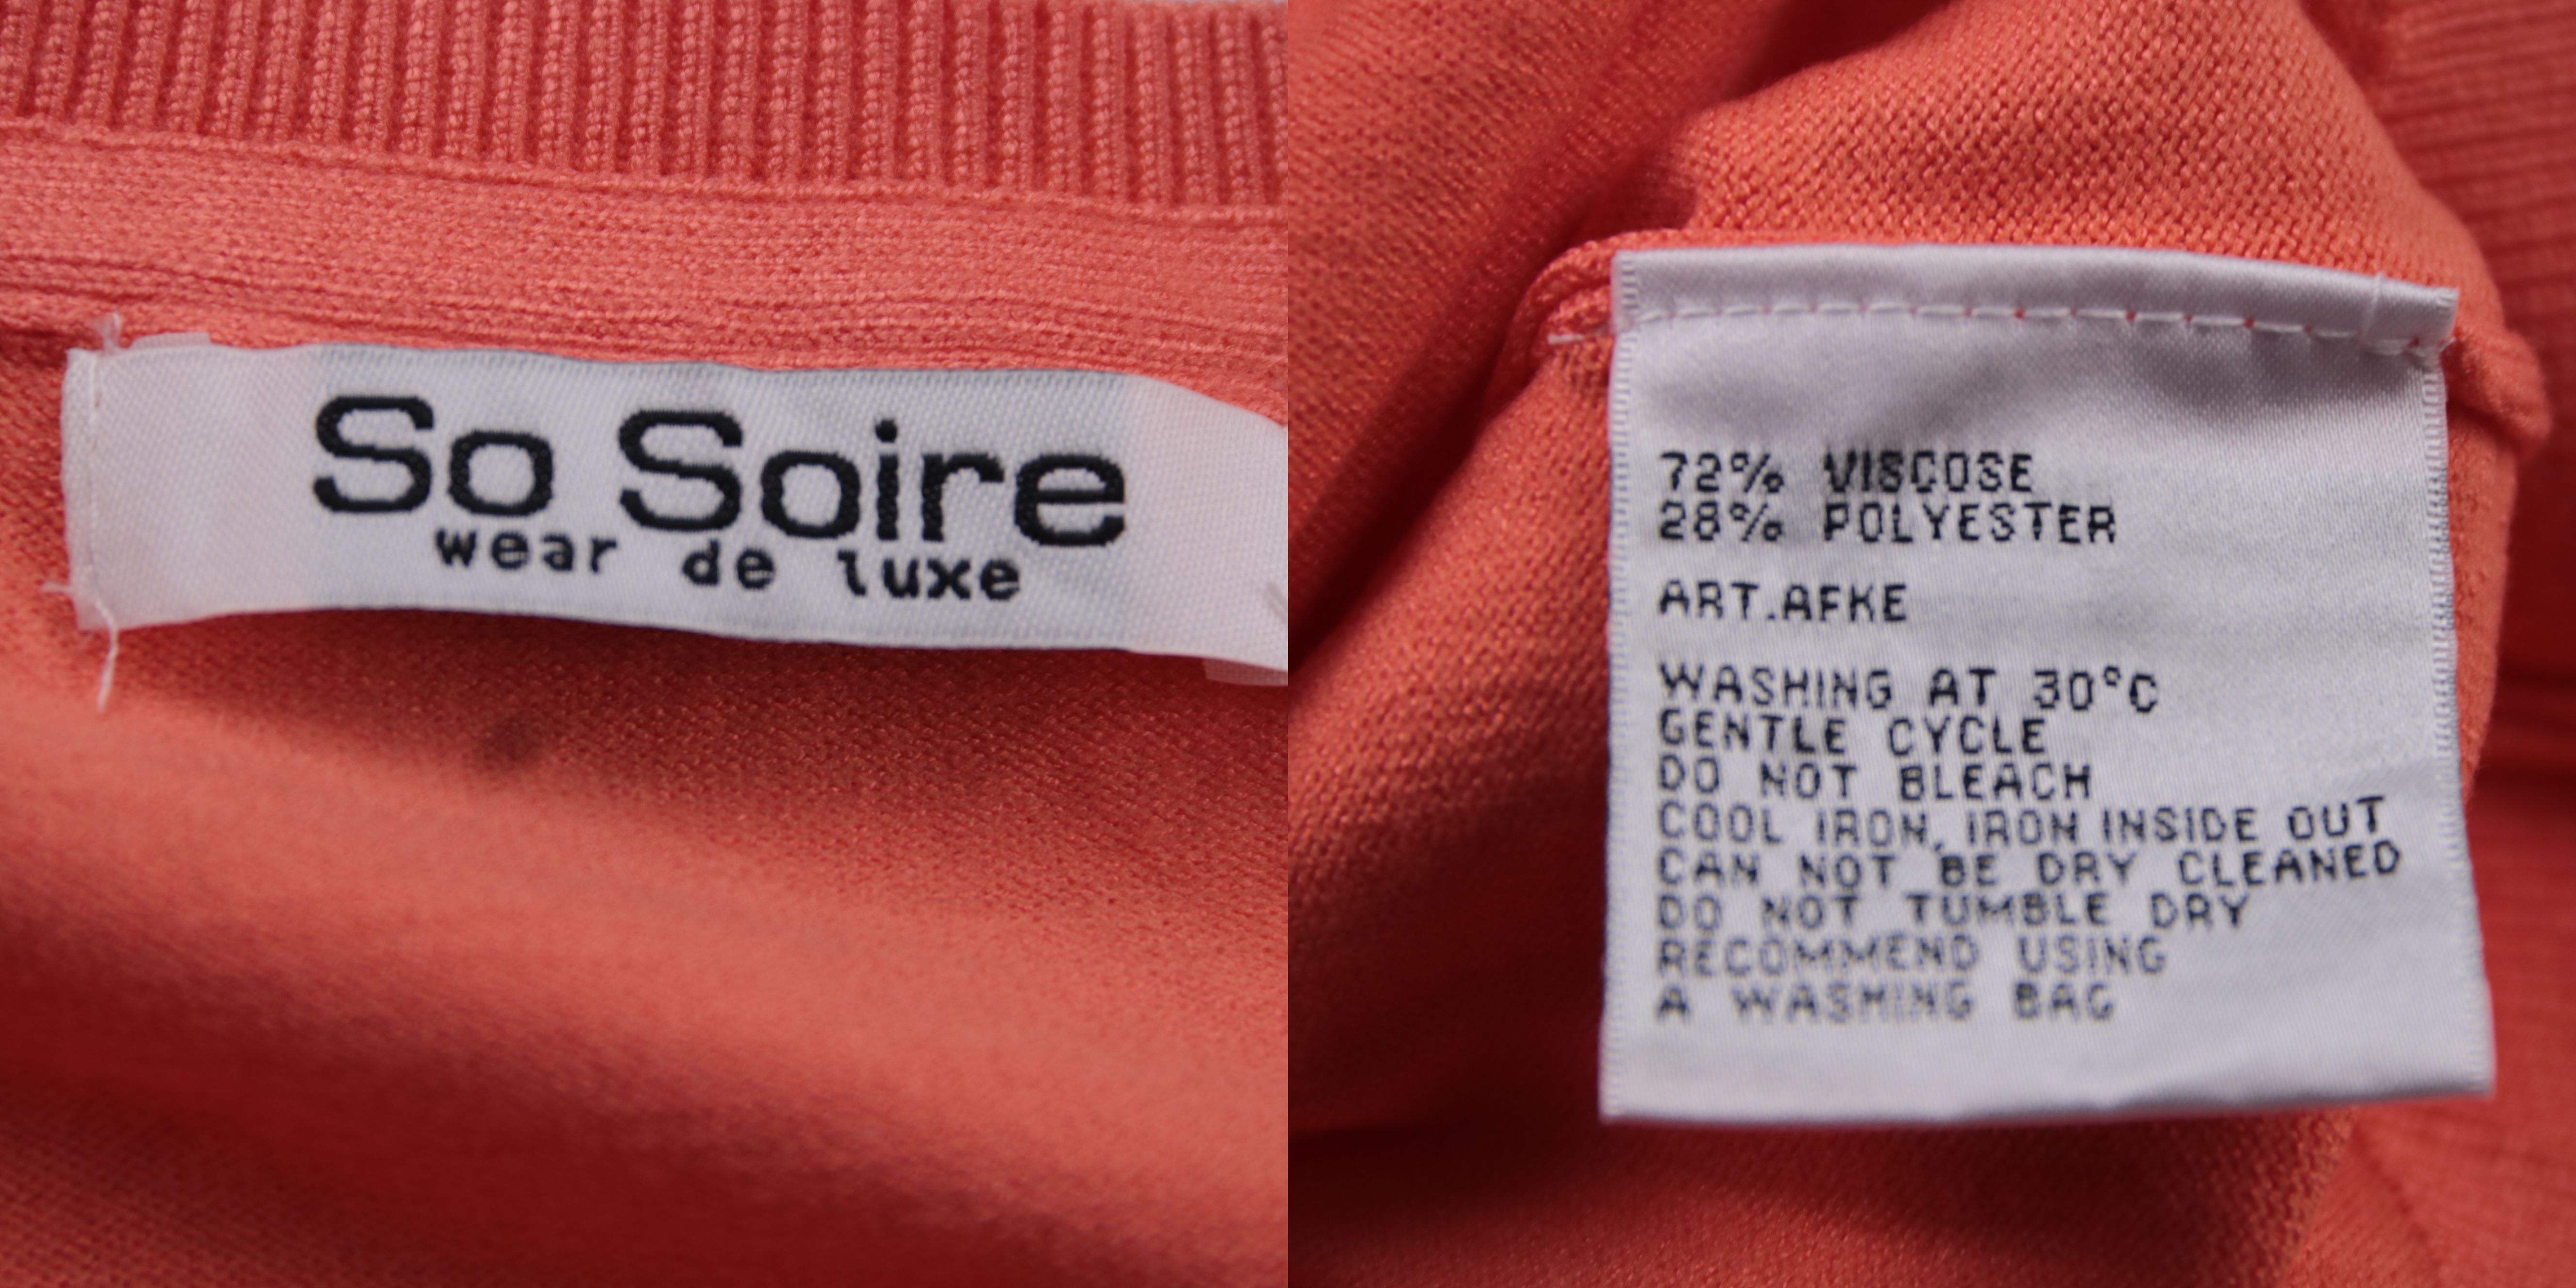 So Soire
wear de luxe
72% VISCOSE
28% POLYESTER
ART.AFKE
WASHING AT 30°C
GENTLE CYCLE
DO NOT BLEACH
COOL IRON, IRON INSIDE OUT
CAN NOT BE DRY CLEANED
DO NOT TUMBLE DRY
RECOMMEND USING
A WASHING BAG